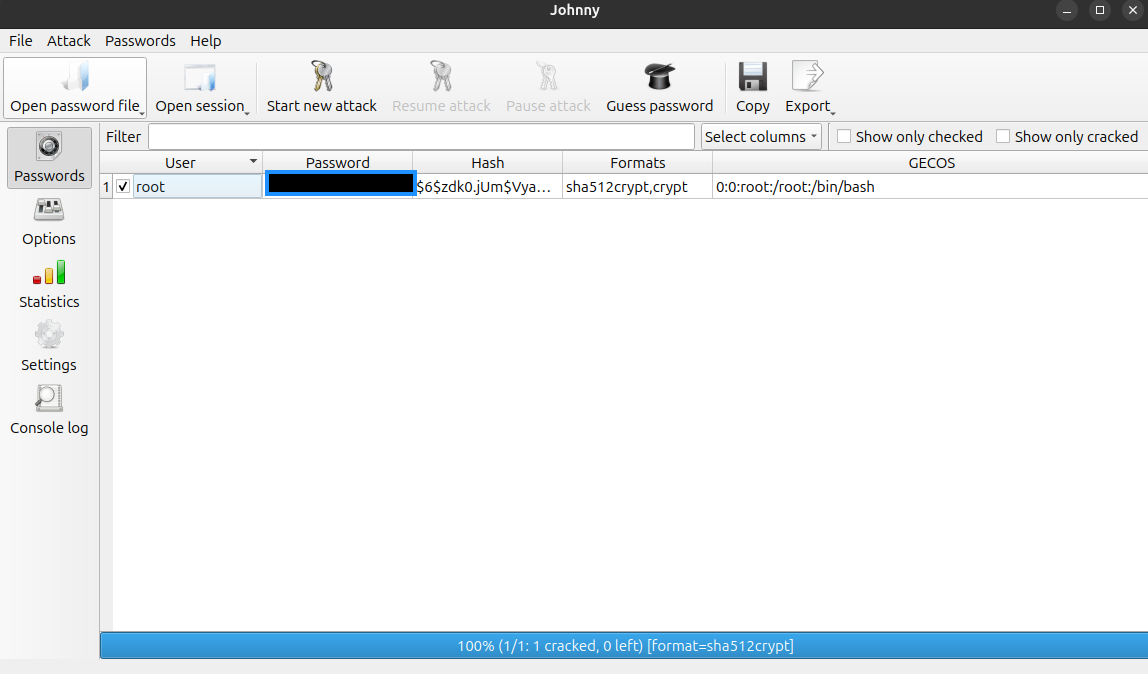 Johnny
File Attack Passwords Help
Open password file Open session Start new attack Resume attack Pause attack Guess password Copy Export
Passwords
Options
Statistics
Settings
Console log
Filter Select columns Show only checked Show only cracked
User Password Hash Formats GECOS
1 root $6$zdk0.jUm$Vya... sha512crypt,crypt 0:0:root:/root:/bin/bash
100% (1/1: 1 cracked, 0 left) [format=sha512crypt]